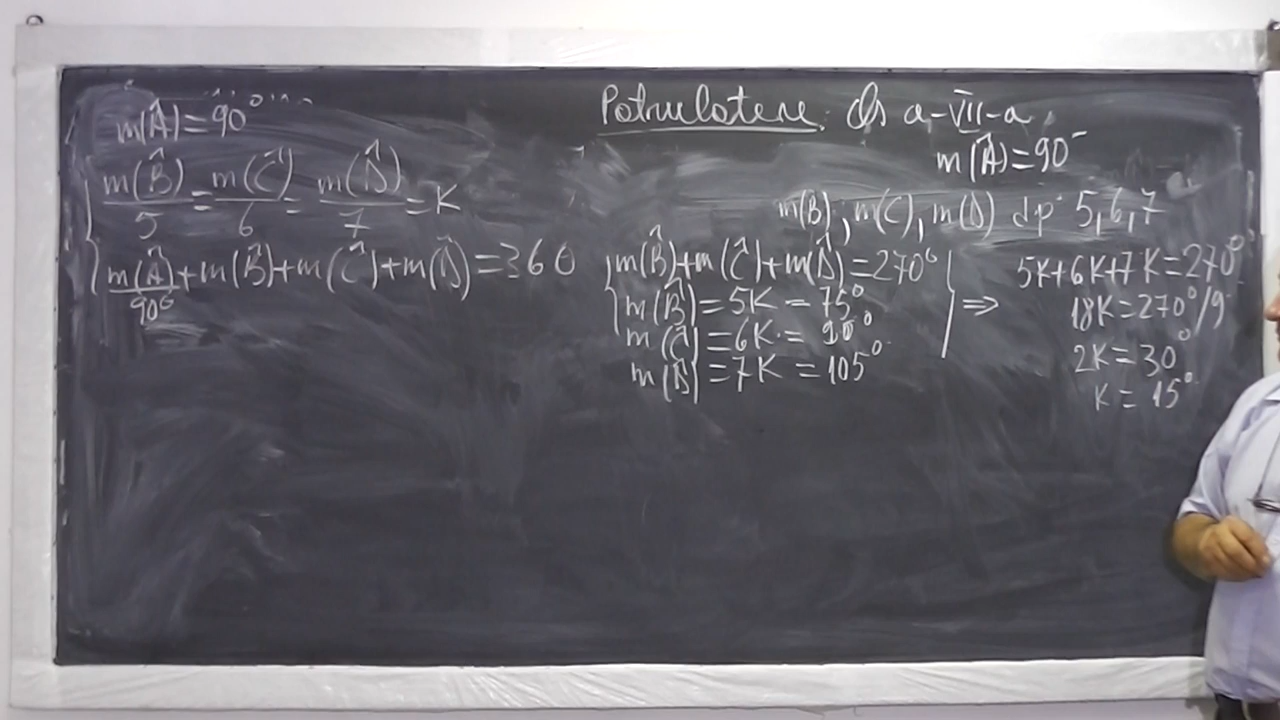 Patrulatere. Cls a-VII-a
m(Â)=90°
m(B), m(C), m(D) dp 5,6,7
m(Â)=90°
m(B̂)/5 = m(Ĉ)/6 = m(D̂)/7 = K
m(Â)+m(B̂)+m(Ĉ)+m(D̂)=360
90°
m(B̂)+m(Ĉ)+m(D̂)=270°
m(B̂)=5K=75°
m(Ĉ)=6K=90°
m(D̂)=7K=105°
⇒
5K+6K+7K=270°
18K=270°/9
2K=30°
K=15°